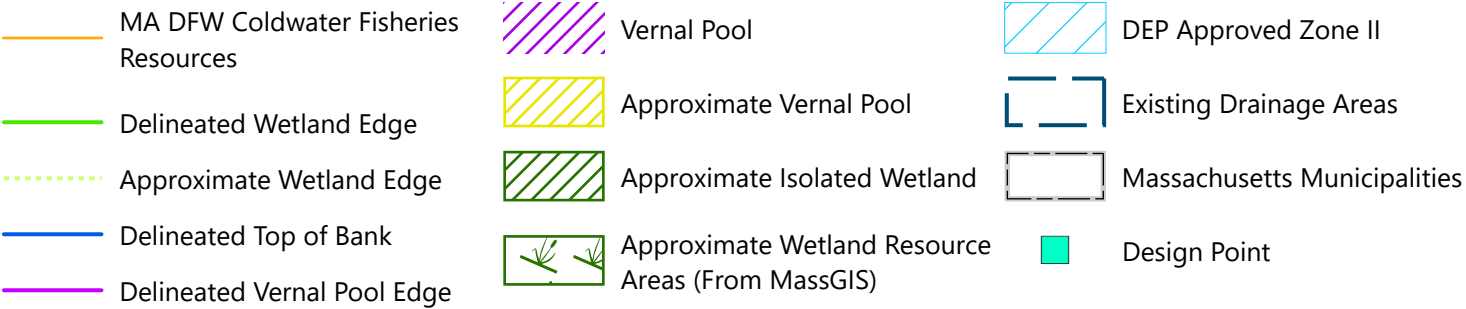 MA DFW Coldwater Fisheries
Resources
Delineated Wetland Edge
Approximate Wetland Edge
Delineated Top of Bank
Delineated Vernal Pool Edge
Vernal Pool
Approximate Vernal Pool
Approximate Isolated Wetland
Approximate Wetland Resource
Areas (From MassGIS)
DEP Approved Zone II
Existing Drainage Areas
Massachusetts Municipalities
Design Point